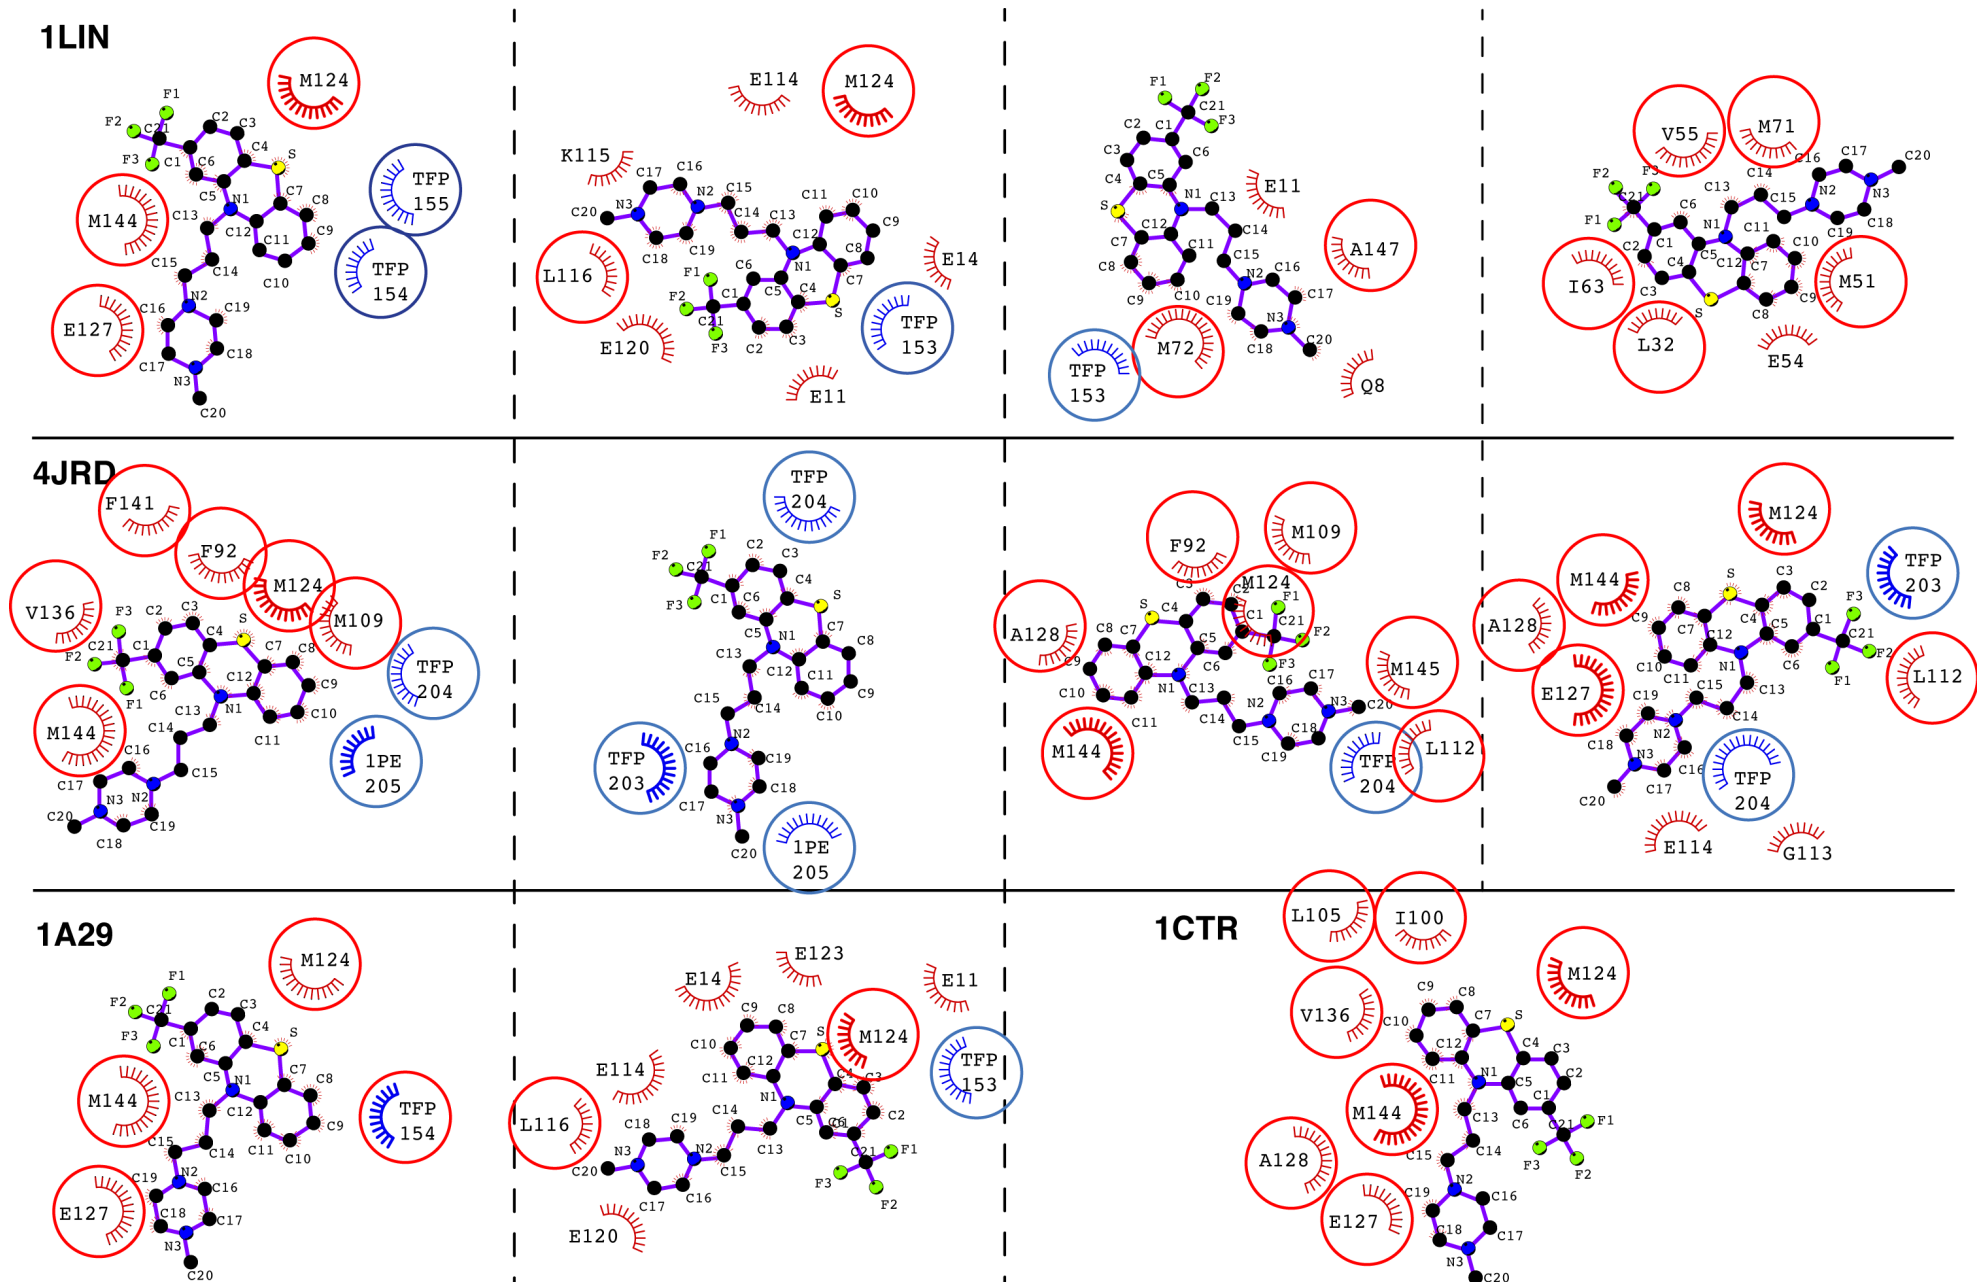 1LIN
M124
F1
C2
F2
C21
C3
F3
C1
C6
C4
S
TFP
155
C5
N1
C7
C8
M144
C13
C12
C11
C9
TFP
154
C15
C14
C10
C16
N2
C19
E127
C17
C18
N3
C20
E114
M124
K115
C17
C16
N2
C15
C11
C10
C20
N3
C14
C13
C9
C12
C8
L116
C18
C19
F1
C6
N1
C7
E14
F2
C1
C5
C4
S
TFP
153
C21
F3
C2
C3
E120
E11
F1
F2
C21
F3
C2
C1
C3
C6
C4
C5
N1
C13
E11
S
C12
C14
C7
C11
C15
A147
C8
C16
N2
C9
C10
C19
C17
N3
M72
C18
C20
TFP
153
Q8
V55
M71
C16
C17
C20
F2
F3
C14
N3
C21
C13
C15
N2
F1
C6
N1
C18
C2
C1
C11
C19
C10
C4
C12
C7
I63
C3
C9
M51
S
C8
L32
E54
4JRD
F141
F92
M124
V136
F3
C2
C3
S
M109
C21
C1
C4
F2
C5
C7
C8
TFP
204
C12
C9
C6
F1
N1
C10
C13
M144
C14
C11
1PE
205
C16
C15
C17
N3
N2
C20
C19
C18
TFP
204
F1
C2
F2
C21
C3
F3
C1
C6
C4
S
C5
N1
C7
C8
C13
C12
C11
C9
C15
C14
C10
C16
N2
C19
TFP
203
C17
C18
N3
C20
1PE
205
F92
M109
M124
C3
C2
F1
S
C4
C1
C21
A128
C8
C7
F2
C5
C9
C12
C6
F3
M145
C10
N1
C13
C16
C17
N3
C20
C11
C14
N2
M144
C15
C18
C19
L112
TFP
204
M124
TFP
203
M144
C8
S
C3
C2
A128
C9
C7
C4
C1
F3
C12
C5
C21
C10
N1
C6
F2
C11
F1
E127
C19
C15
C13
L112
C14
C18
N2
N3
C16
C20
C17
TFP
204
E114
G113
1A29
M124
F1
C2
F2
C21
C3
F3
C1
C6
C4
S
C5
N1
C7
C8
M144
C13
C12
C9
TFP
154
C15
C14
C11
C10
C19
N2
C16
E127
C18
C17
N3
C20
E123
E14
E11
C9
C8
S
M124
C10
C7
C12
TFP
153
E114
C11
C4
C3
N1
C2
L116
C18
C19
C14
C5
C6
N3
N2
C13
C21
F1
C20
C15
F3
C17
C16
F2
E120
1CTR
L105
I100
M124
V136
C9
C8
S
C10
C7
C12
C4
C3
C11
N1
C5
C2
M144
C1
C13
C6
C21
F1
C14
F3
A128
C15
F2
N2
C16
C19
E127
C18
C17
N3
C20